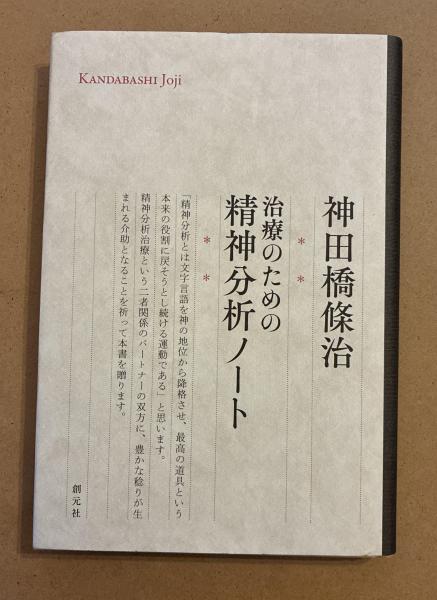 KANDABASHI Joji
神田橋條治
治療のための
精神分析ノート
「精神分析とは文字言語を神の地位から降格させ、最高の道具という
本来の役割に戻そうとし続ける運動である」と思います。
精神分析治療という二者関係のパートナーの双方に、豊かな稔りが生
まれる介助となることを祈って本書を贈ります。
創元社